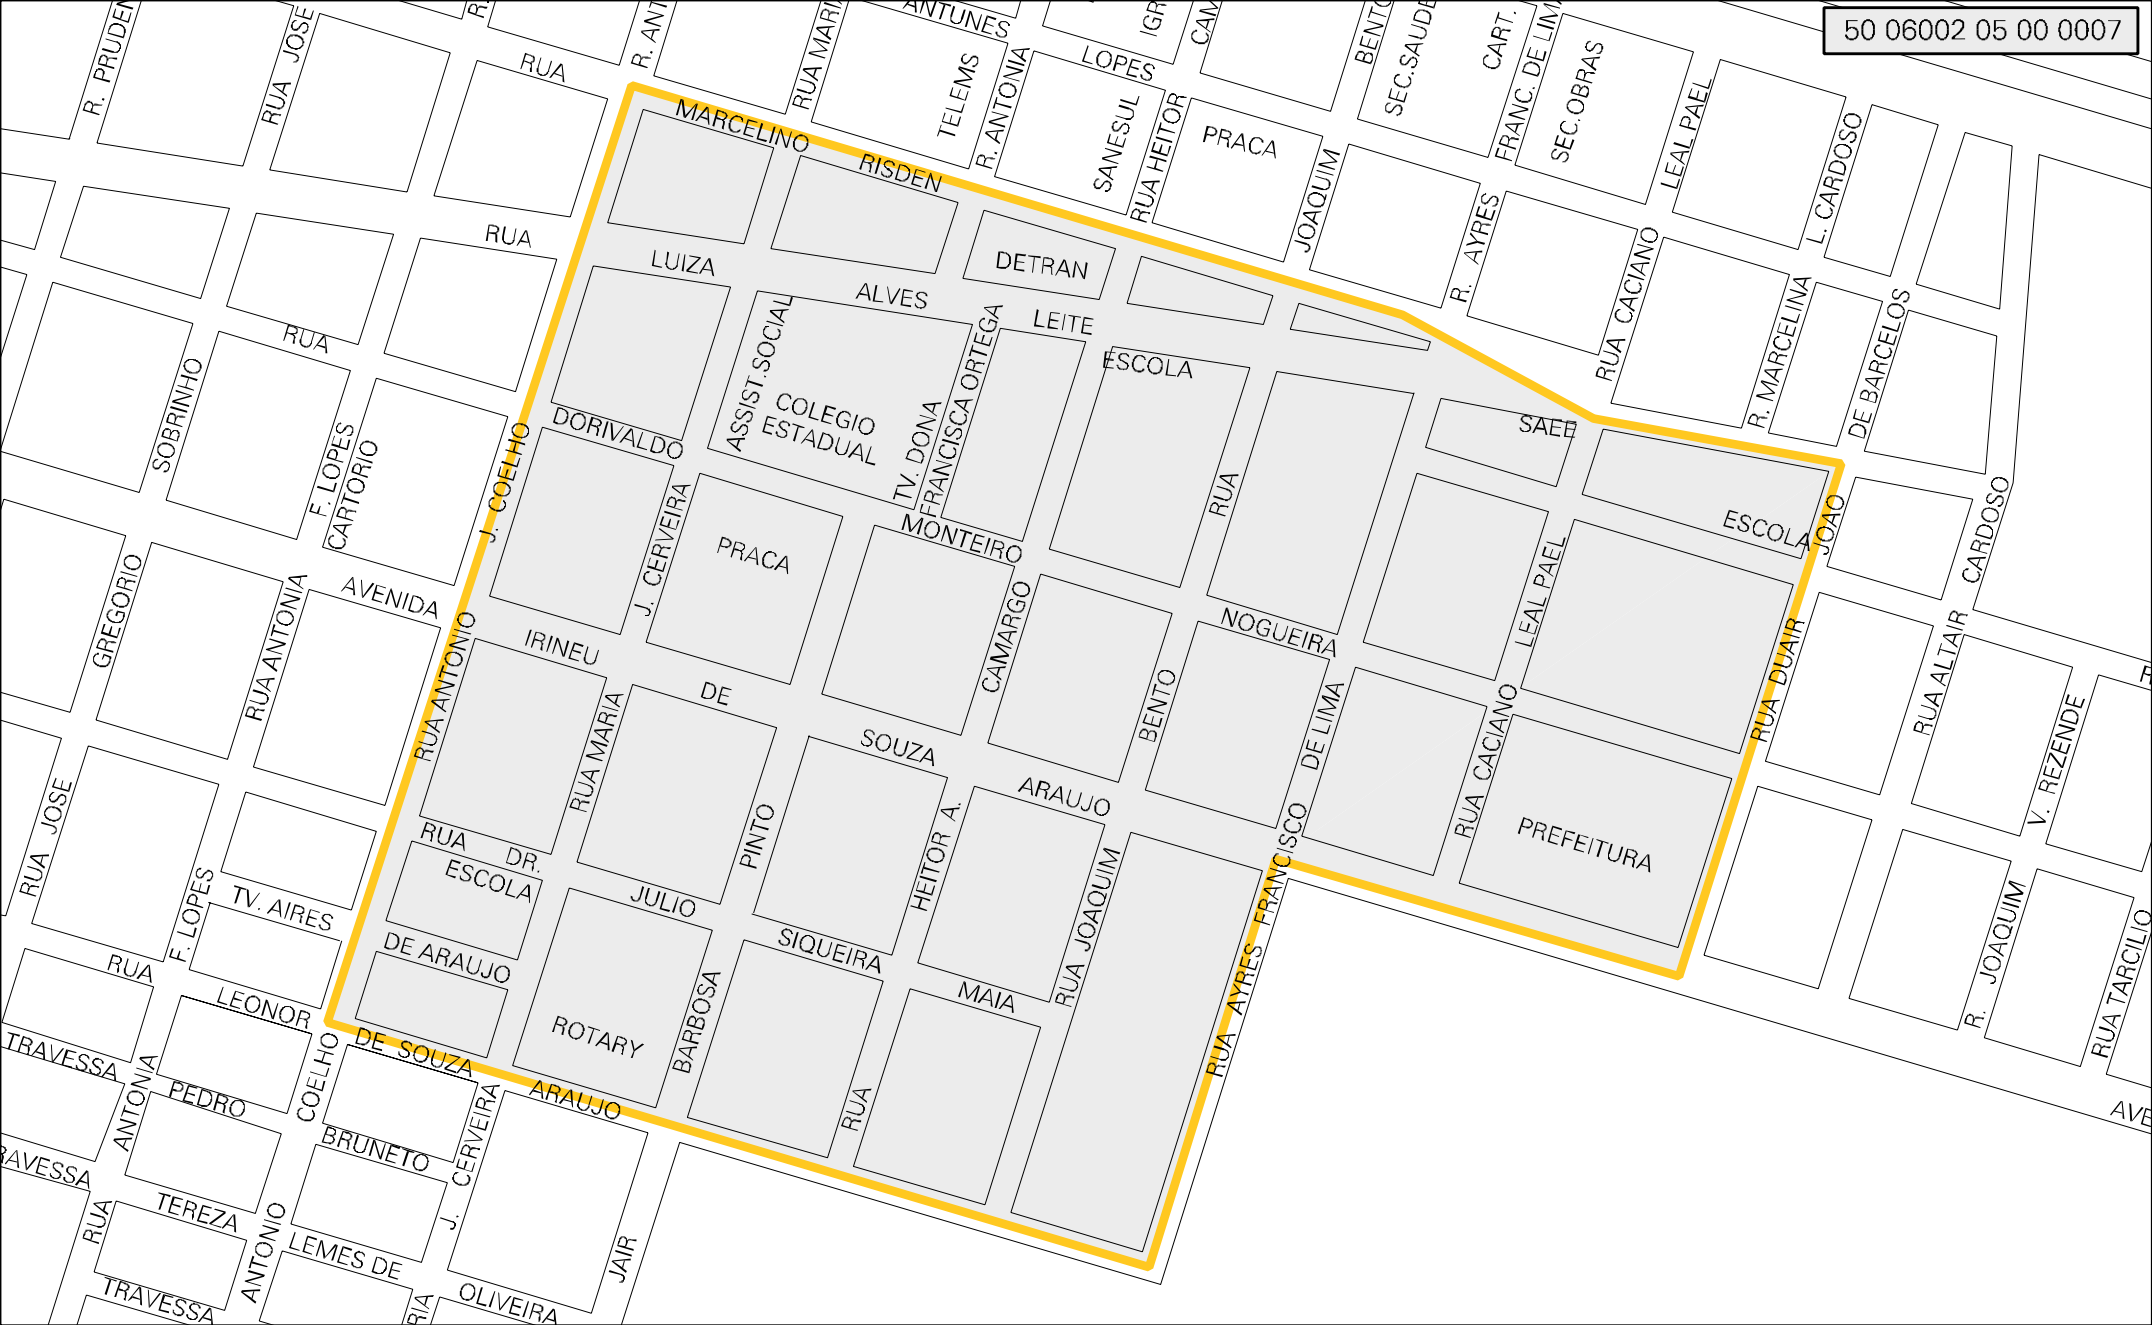 50 06002 05 00 0007
ANTUNES
LOPES
RUA
RUA JOSE
RUA MARIA
TELEMS
R. ANTONIA
SANESUL
RUA HEITOR
PRACA
JOAQUIM
SEC.SAUDE
CART.
FRANC. DE LIMA
SEC.OBRAS
LEAL PAEL
L. CARDOSO
R. AYRES
RUA CACIANO
R. MARCELINA
DE BARCELOS
MARCELINO
RISDEN
RUA
LUIZA
ALVES
LEITE
DETRAN
ESCOLA
SAEE
ESCOLA
RUA
SOBRINHO
F. LOPES
CARTORIO
J. COELHO
DORIVALDO
ASSIST.SOCIAL
COLEGIO
ESTADUAL
TV. DONA
FRANCISCA ORTEGA
RUA
MONTEIRO
NOGUEIRA
J. CERVEIRA
PRACA
CAMARGO
LEAL PAEL
JOAO
CARDOSO
GREGORIO
RUA ANTONIA
AVENIDA
RUA ANTONIO
IRINEU
DE
SOUZA
ARAUJO
RUA MARIA
BENTO
DE LIMA
RUA CACIANO
RUA DUAIR
RUA ALTAIR
V. REZENDE
RUA JOSE
F. LOPES
PINTO
HEITOR A.
RUA JOAQUIM
RUA AYRES FRANCISCO
PREFEITURA
RUA
DR.
ESCOLA
JULIO
SIQUEIRA
MAIA
TV. AIRES
DE ARAUJO
ROTARY
BARBOSA
RUA
R. JOAQUIM
RUA TARCILIO
RUA
LEONOR
DE SOUZA
ARAUJO
TRAVESSA
PEDRO
BRUNETO
ANTONIA
COELHO
J. CERVEIRA
TEREZA
LEMES DE
OLIVEIRA
RUA
ANTONIO
JAIR
TRAVESSA